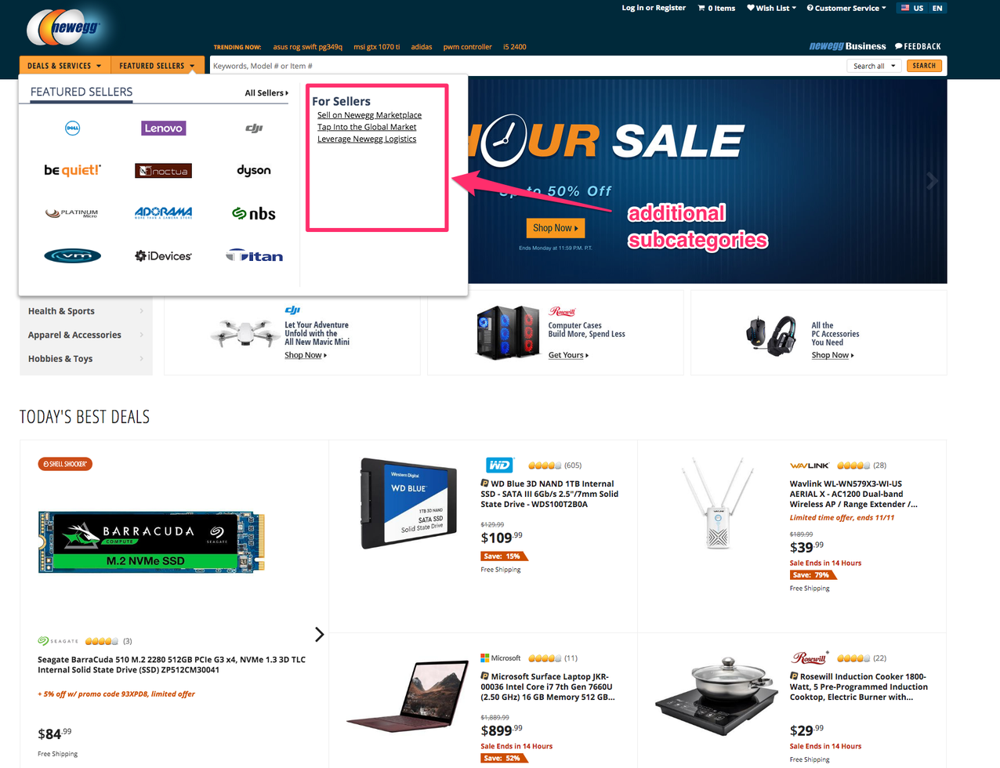 Log in or Register
0 Items
Wish List
Customer Service
US
EN
newegg
TRENDING NOW:
asus rog swift pg349q
msi gtx 1070 ti
adidas
pwm controller
i5 2400
newegg Business
FEEDBACK
DEALS & SERVICES
FEATURED SELLERS
Keywords, Model # or Item #
Search all
SEARCH
FEATURED SELLERS
All Sellers
DELL
Lenovo
dji
be quiet!
noctua
dyson
PLATINUM
Micro
ADORAMA
MORE THAN A CAMERA STORE
nbs
vm
iDevices
Titan
For Sellers
Sell on Newegg Marketplace
Tap Into the Global Market
Leverage Newegg Logistics
HOUR SALE
Up to 50% Off
Shop Now
Ends Monday at 11:59 P.M. P.T.
additional
subcategories
Health & Sports
Apparel & Accessories
Hobbies & Toys
dji
Let Your Adventure
Unfold with the
All New Mavic Mini
Shop Now
Rosewill
Computer Cases
Build More, Spend Less
Get Yours
All the
PC Accessories
You Need
Shop Now
TODAY'S BEST DEALS
SHELL SHOCKER
BARRACUDA
COMPUTE
SEAGATE
M.2 NVMe SSD
SEAGATE
(3)
Seagate BarraCuda 510 M.2 2280 512GB PCIe G3 x4, NVMe 1.3 3D TLC
Internal Solid State Drive (SSD) ZP512CM30041
+ 5% off w/ promo code 93XPD8, limited offer
$84.99
Free Shipping
Western Digital
WD BLUE
1TB 3D NAND
SATA SSD
Solid State Drive
WD
(605)
WD Blue 3D NAND 1TB Internal
SSD - SATA III 6Gb/s 2.5"/7mm Solid
State Drive - WDS100T2B0A
$129.99
$109.99
Save: 15%
Free Shipping
WAVLINK
(28)
Wavlink WL-WN579X3-WI-US
AERIAL X - AC1200 Dual-band
Wireless AP / Range Extender /...
Limited time offer, ends 11/11
$189.99
$39.99
Sale Ends in 14 Hours
Save: 79%
Free Shipping
Microsoft
(11)
Microsoft Surface Laptop JKR-
00036 Intel Core i7 7th Gen 7660U
(2.50 GHz) 16 GB Memory 512 GB...
$1,889.99
$899.99
Sale Ends in 14 Hours
Save: 52%
Rosewill
(22)
Rosewill Induction Cooker 1800-
Watt, 5 Pre-Programmed Induction
Cooktop, Electric Burner with...
$29.99
Sale Ends in 14 Hours
Free Shipping